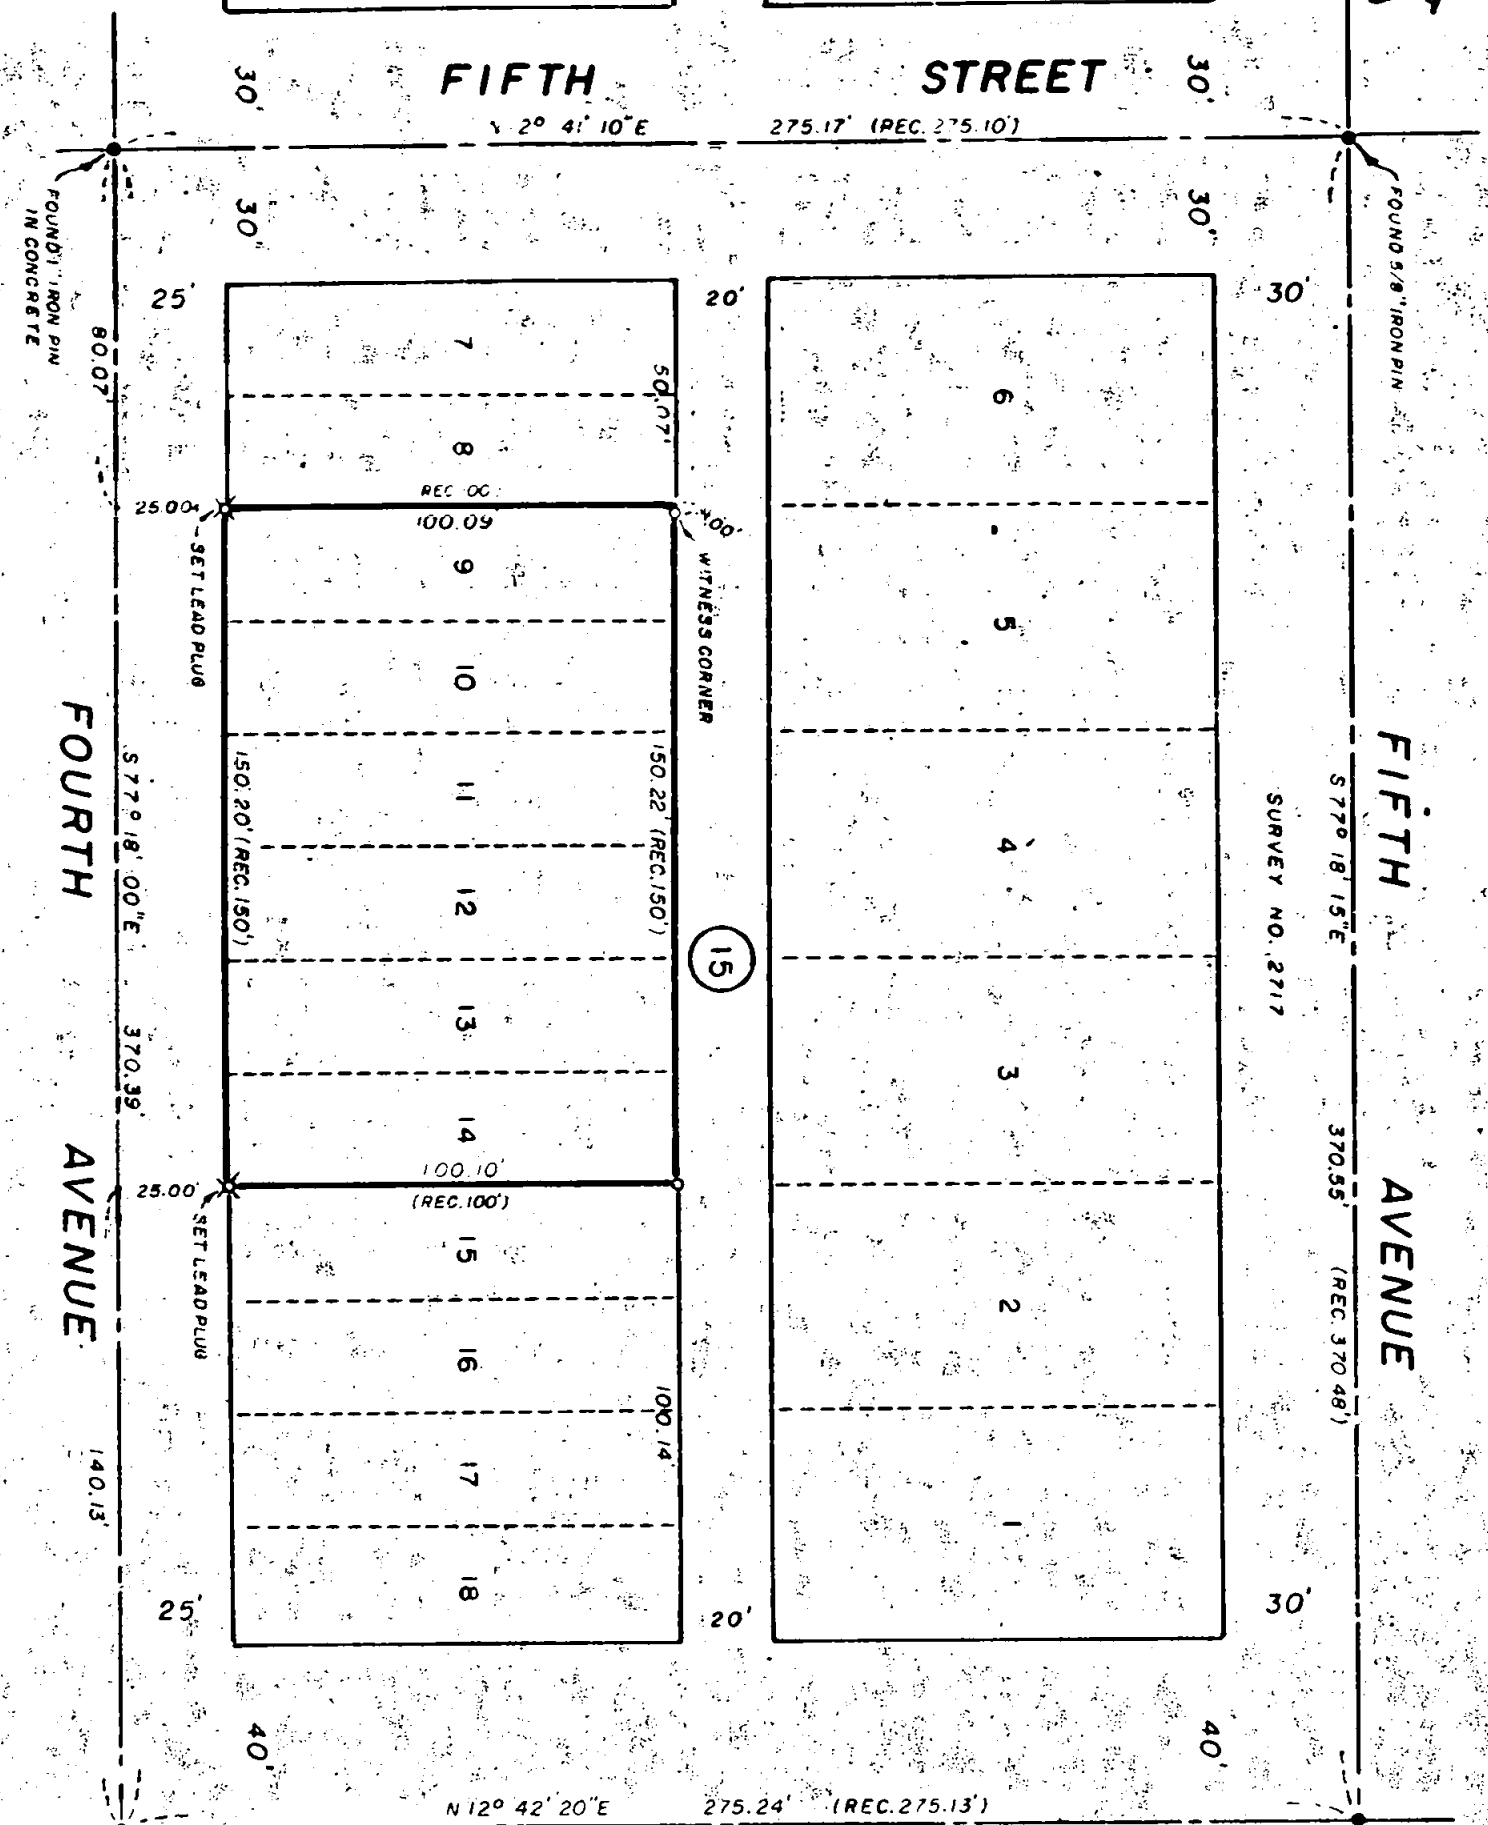 FIFTH STREET
30'
30'
2° 41' 10"E 275.17' (REC. 275.10')
30"
30"
FOUND 1" IRON PIN
IN CONCRETE
FOUND 5/8" IRON PIN
25'
20'
30'
80.07'
7
50.07'
6
8
REC.
25.00'
100.09
SET LEAD PLUG
WITNESS CORNER
9
5
10
FOURTH AVENUE
S 77° 18' 00"E 370.39'
150.20' (REC. 150')
11
150.22' (REC. 150')
4
12
15
SURVEY NO. 2717
S 77° 18' 15"E 370.55' (REC. 370.48')
FIFTH AVENUE
13
3
14
100.10'
25.00'
(REC. 100')
SET LEAD PLUG
15
2
16
100.14'
17
140.13'
1
18
25'
20'
30'
40'
40'
N 12° 42' 20"E 275.24' (REC. 275.13')